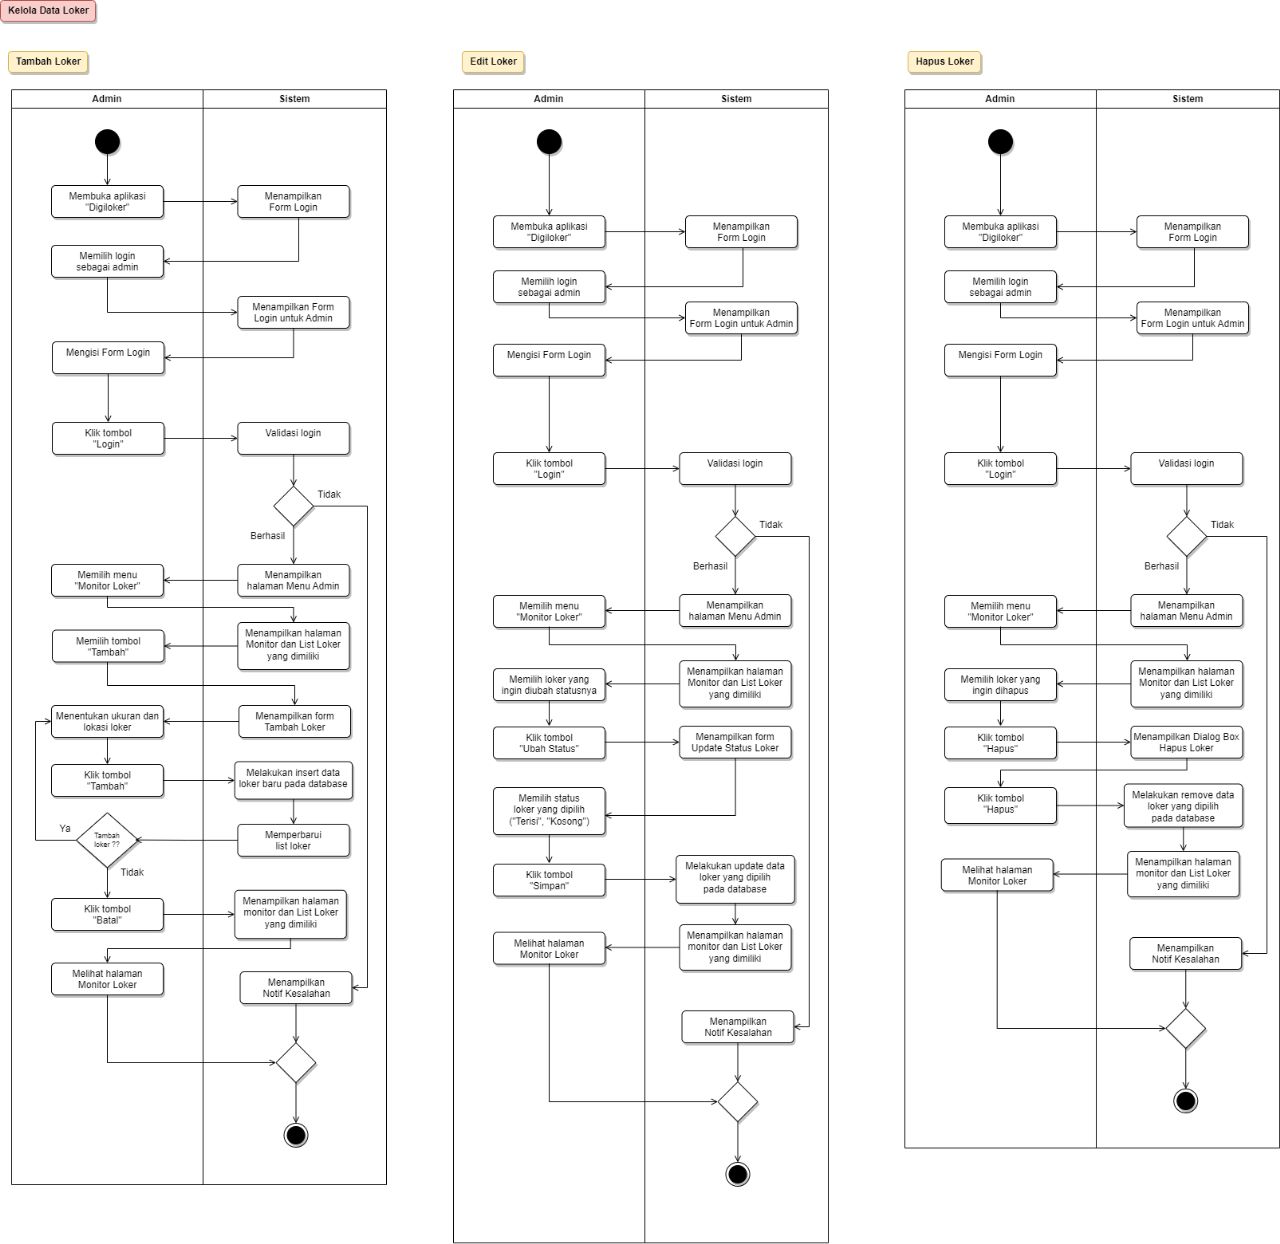 Kelola Data Loker
Tambah Loker
Admin
Sistem
Membuka aplikasi
"Digiloker"
Menampilkan
Form Login
Memilih login
sebagai admin
Menampilkan Form
Login untuk Admin
Mengisi Form Login
Klik tombol
"Login"
Validasi login
Tidak
Berhasil
Memilih menu
"Monitor Loker"
Menampilkan
halaman Menu Admin
Memilih tombol
"Tambah"
Menampilkan halaman
Monitor dan List Loker
yang dimiliki
Menentukan ukuran dan
lokasi loker
Menampilkan form
Tambah Loker
Klik tombol
"Tambah"
Melakukan insert data
loker baru pada database
Ya
Tambah
loker ??
Memperbarui
list loker
Tidak
Klik tombol
"Batal"
Menampilkan halaman
monitor dan List Loker
yang dimiliki
Melihat halaman
Monitor Loker
Menampilkan
Notif Kesalahan
Edit Loker
Admin
Sistem
Membuka aplikasi
"Digiloker"
Menampilkan
Form Login
Memilih login
sebagai admin
Menampilkan
Form Login untuk Admin
Mengisi Form Login
Klik tombol
"Login"
Validasi login
Tidak
Berhasil
Memilih menu
"Monitor Loker"
Menampilkan
halaman Menu Admin
Memilih loker yang
ingin diubah statusnya
Menampilkan halaman
Monitor dan List Loker
yang dimiliki
Klik tombol
"Ubah Status"
Menampilkan form
Update Status Loker
Memilih status
loker yang dipilih
("Terisi", "Kosong")
Klik tombol
"Simpan"
Melakukan update data
loker yang dipilih
pada database
Melihat halaman
Monitor Loker
Menampilkan halaman
monitor dan List Loker
yang dimiliki
Menampilkan
Notif Kesalahan
Hapus Loker
Admin
Sistem
Membuka aplikasi
"Digiloker"
Menampilkan
Form Login
Memilih login
sebagai admin
Menampilkan
Form Login untuk Admin
Mengisi Form Login
Klik tombol
"Login"
Validasi login
Tidak
Berhasil
Memilih menu
"Monitor Loker"
Menampilkan
halaman Menu Admin
Memilih loker yang
ingin dihapus
Menampilkan halaman
Monitor dan List Loker
yang dimiliki
Klik tombol
"Hapus"
Menampilkan Dialog Box
Hapus Loker
Klik tombol
"Hapus"
Melakukan remove data
loker yang dipilih
pada database
Melihat halaman
Monitor Loker
Menampilkan halaman
monitor dan List Loker
yang dimiliki
Menampilkan
Notif Kesalahan